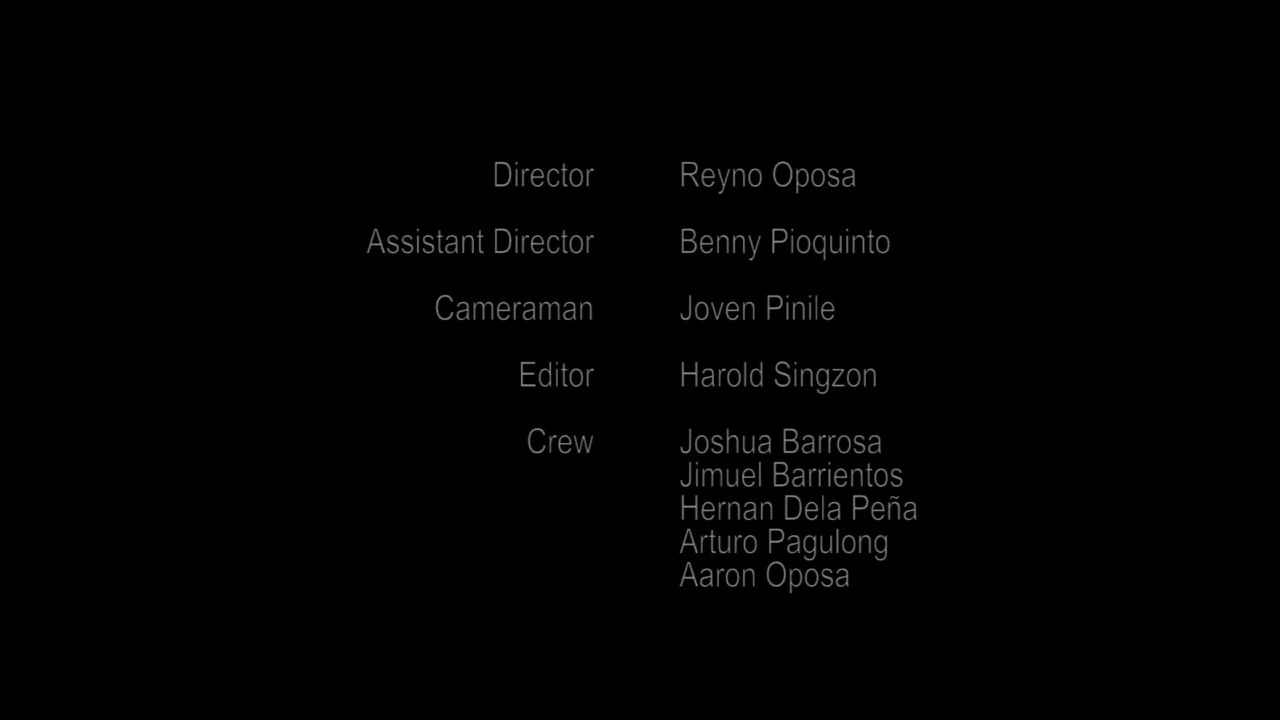 Director Reyno Oposa
Assistant Director Benny Pioquinto
Cameraman Joven Pinile
Editor Harold Singzon
Crew Joshua Barrosa
Jimuel Barrientos
Hernan Dela Peña
Arturo Pagulong
Aaron Oposa